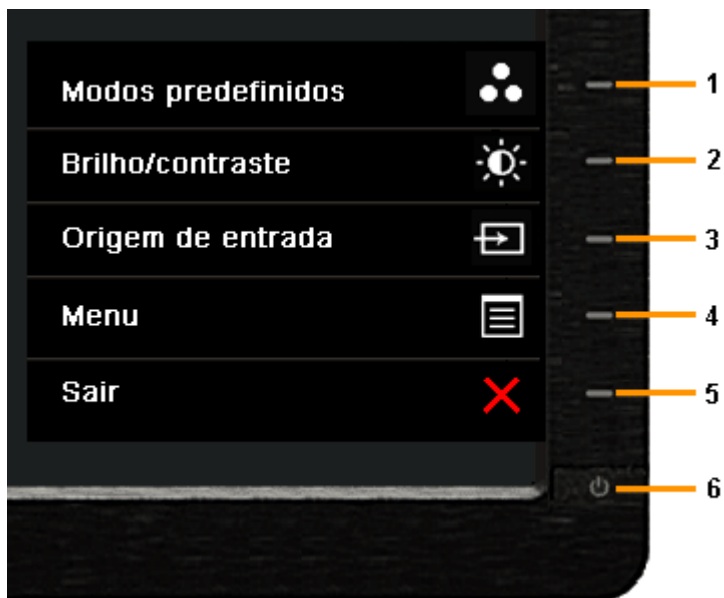 Modos predefinidos 1
Brilho/contraste 2
Origem de entrada 3
Menu 4
Sair 5
6